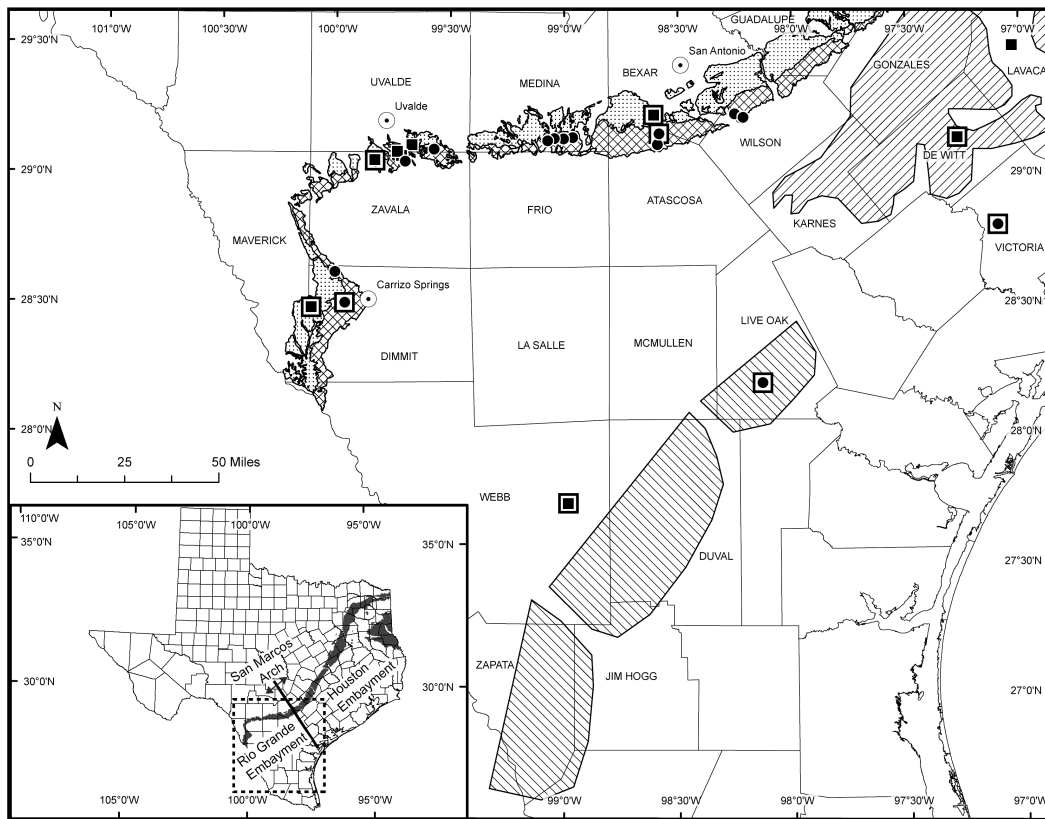 101°0'W
100°30'W
100°0'W
99°30'W
99°0'W
98°30'W
98°0'W
97°30'W
97°0'W
29°30'N
GUADALUPE
San Antonio
GONZALES
LAVACA
UVALDE
MEDINA
BEXAR
Uvalde
WILSON
DE WITT
29°0'N
29°0'N
ZAVALA
FRIO
ATASCOSA
KARNES
MAVERICK
VICTORIA
Carrizo Springs
28°30'N
28°30'N
LIVE OAK
LA SALLE
MCMULLEN
DIMMIT
N
28°0'N
28°0'N
0 25 50 Miles
WEBB
DUVAL
27°30'N
ZAPATA
JIM HOGG
27°0'N
99°0'W
98°30'W
98°0'W
97°30'W
110°0'W
105°0'W
100°0'W
95°0'W
35°0'N
35°0'N
San Marcos
Arch
Houston
Embayment
30°0'N
30°0'N
Rio Grande
Embayment
105°0'W
100°0'W
95°0'W